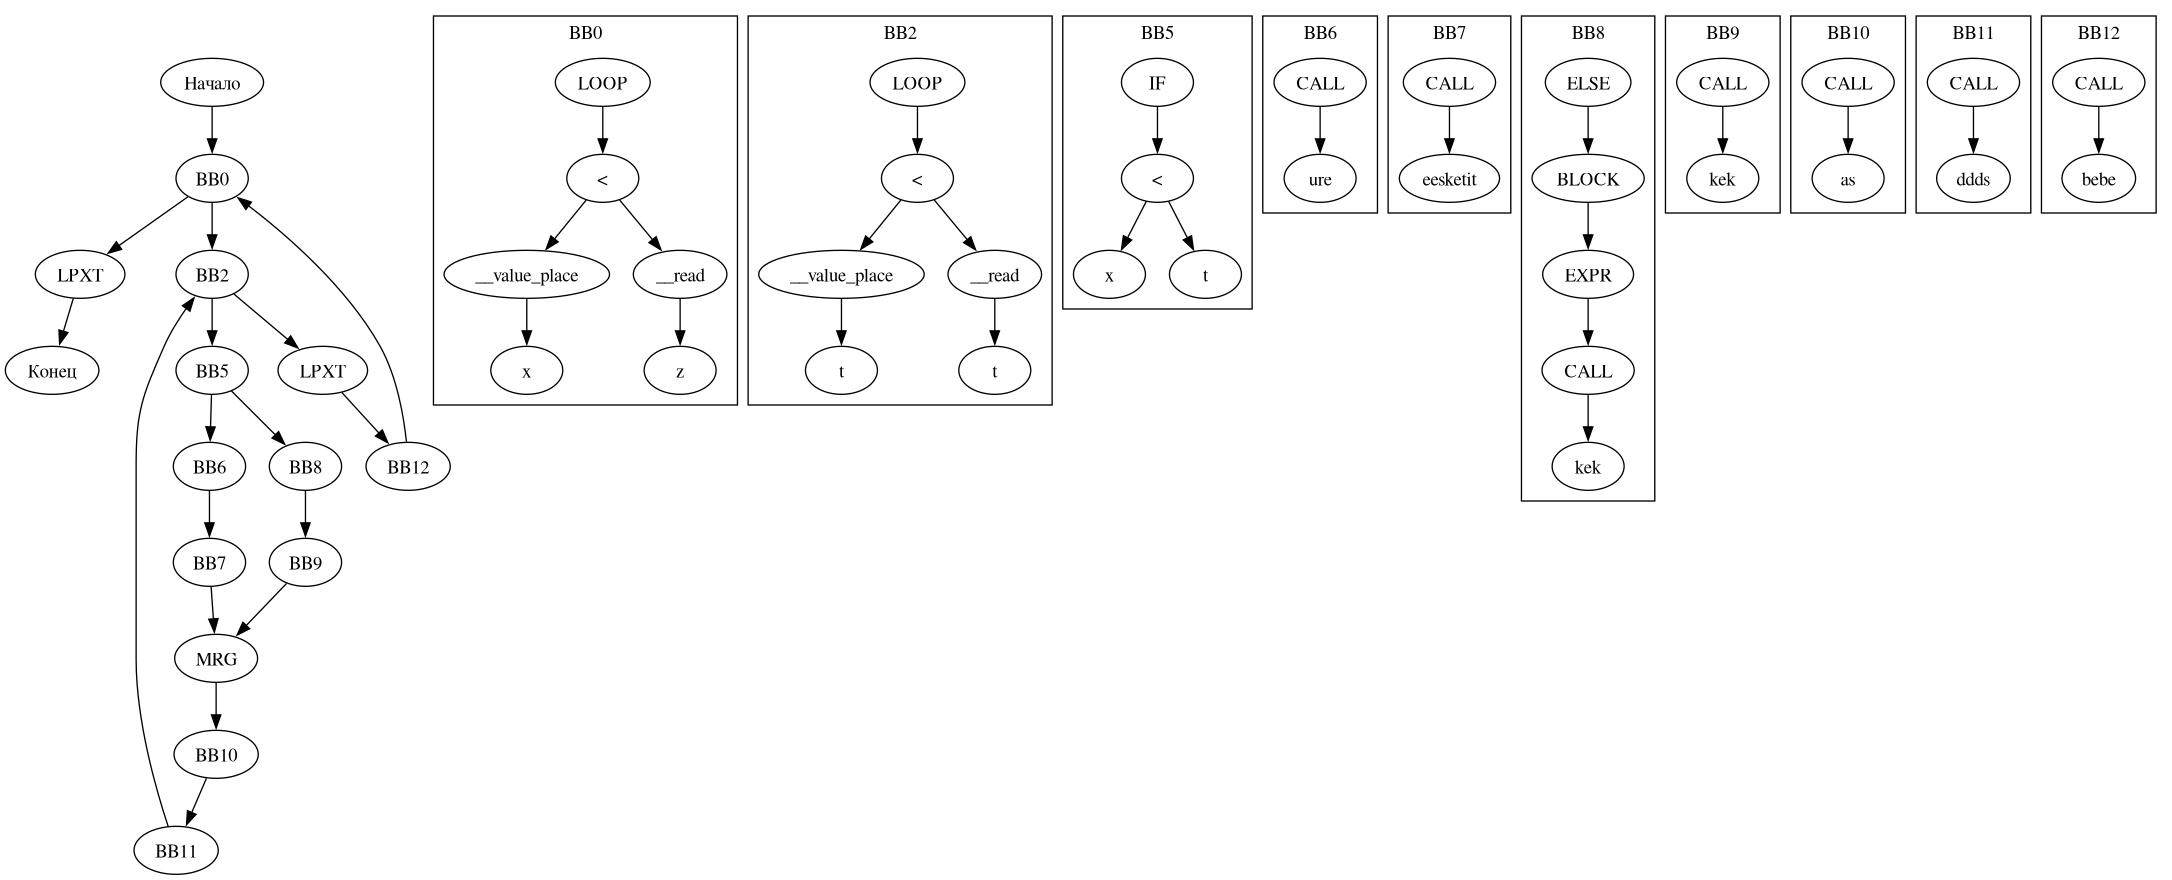 Начало
BB0
LPXT
BB2
Конец
BB5
LPXT
BB6
BB8
BB12
BB7
BB9
MRG
BB10
BB11
BB0
LOOP
<
__value_place
__read
x
z
BB2
LOOP
<
__value_place
__read
t
t
BB5
IF
<
x
t
BB6
CALL
ure
BB7
CALL
eesketit
BB8
ELSE
BLOCK
EXPR
CALL
kek
BB9
CALL
kek
BB10
CALL
as
BB11
CALL
ddds
BB12
CALL
bebe